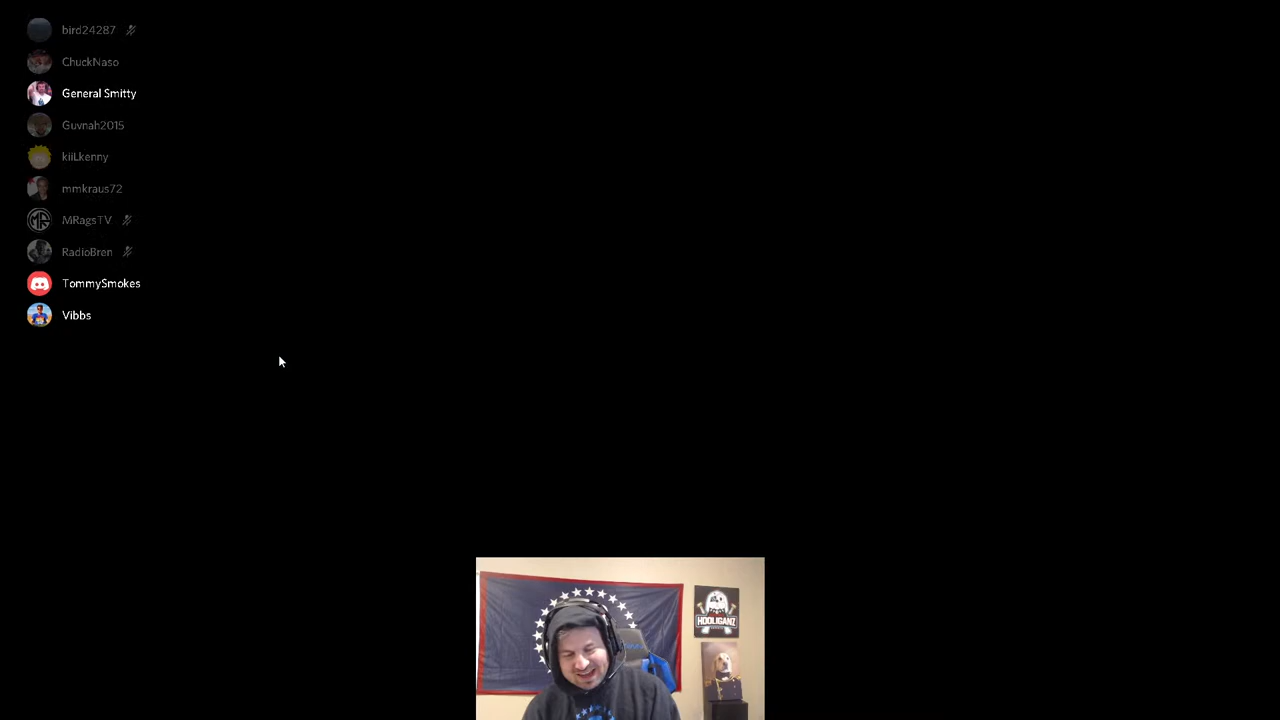 bird24287
ChuckNaso
General Smitty
Guvnah2015
kiiLkenny
mmkraus72
MRagsTV
RadioBren
TommySmokes
Vibbs
HOOLIGANZ